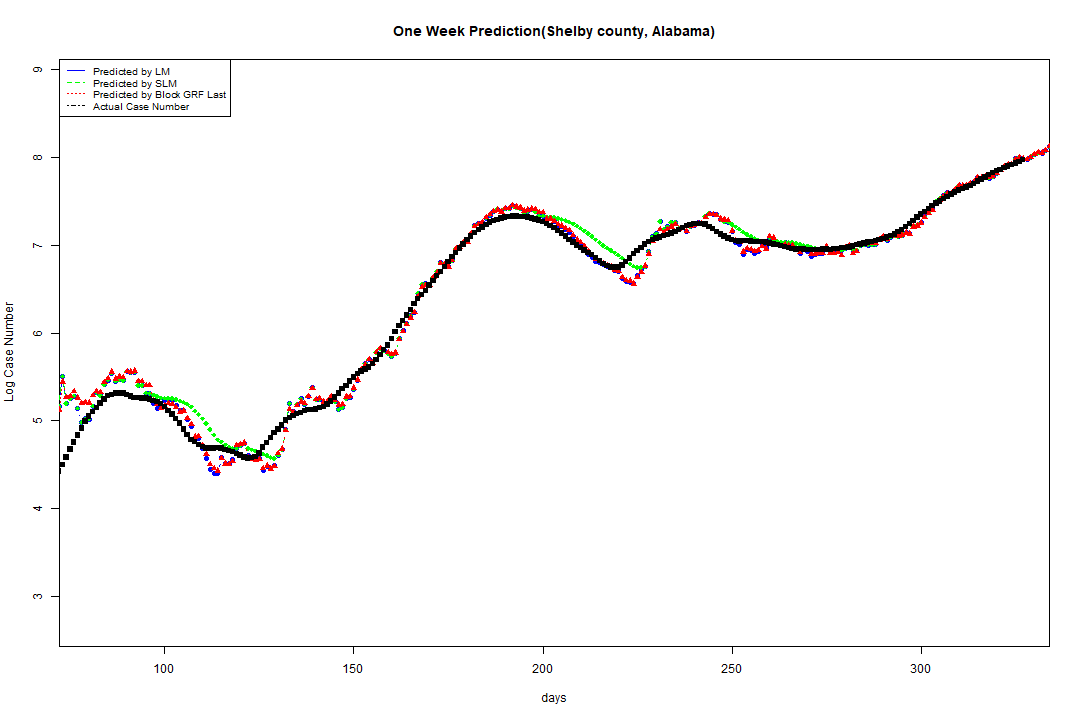 One Week Prediction(Shelby county, Alabama)
Predicted by LM
Predicted by SLM
Predicted by Block GRF Last
Actual Case Number
9
8
7
6
5
4
3
Log Case Number
100 150 200 250 300
days